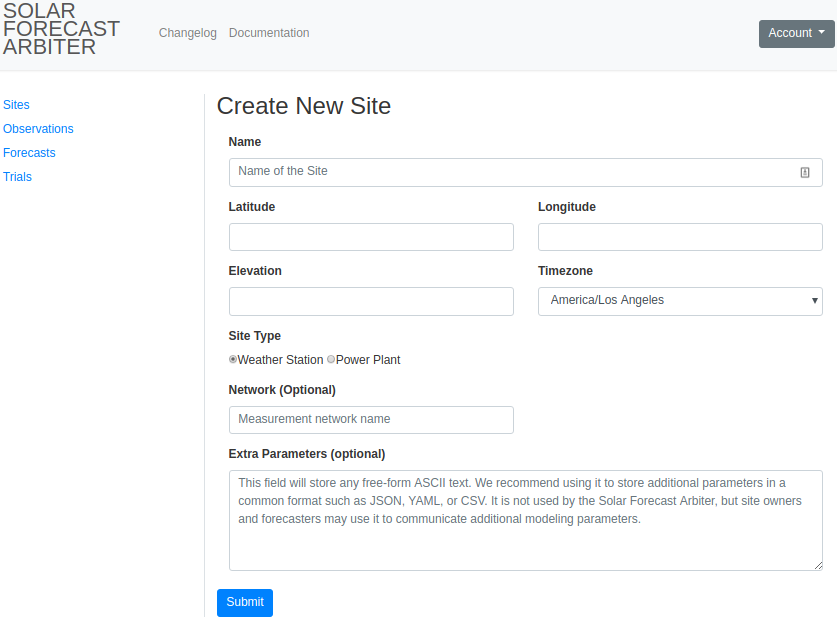 SOLAR
FORECAST
ARBITER
Changelog Documentation
Account
Sites
Observations
Forecasts
Trials
Create New Site
Name
Name of the Site
Latitude Longitude
Elevation Timezone
America/Los Angeles
Site Type
Weather Station Power Plant
Network (Optional)
Measurement network name
Extra Parameters (optional)
This field will store any free-form ASCII text. We recommend using it to store additional parameters in a
common format such as JSON, YAML, or CSV. It is not used by the Solar Forecast Arbiter, but site owners
and forecasters may use it to communicate additional modeling parameters.
Submit